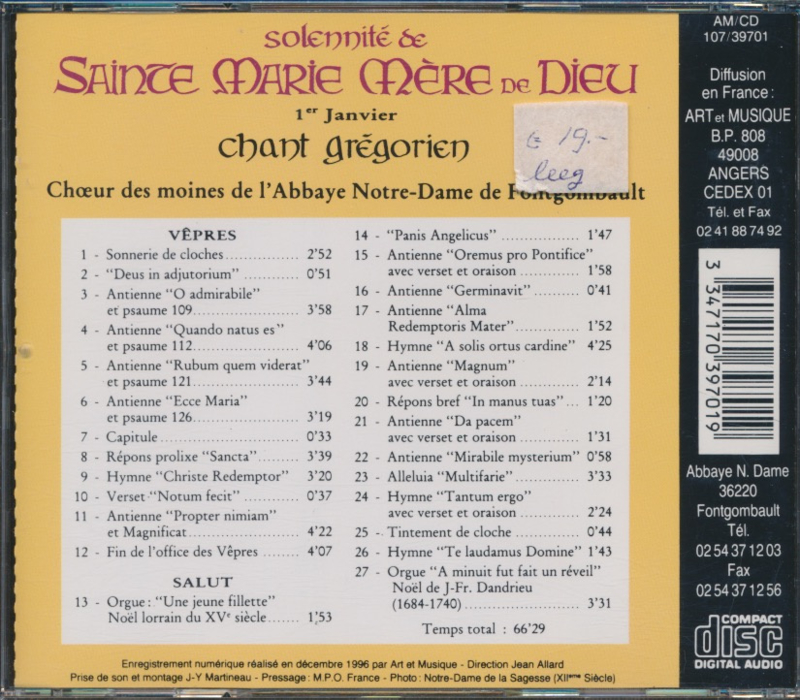 solennité de
Sainte Marie Mère de Dieu
1er Janvier
chant grégorien
€ 19.-
leeg
Chœur des moines de l'Abbaye Notre-Dame de Fontgombault
VÊPRES
1 - Sonnerie de cloches ................ 2'52
2 - "Deus in adjutorium" ............. 0'51
3 - Antienne "O admirabile"
et psaume 109 ...................... 3'58
4 - Antienne "Quando natus es"
et psaume 112 ...................... 4'06
5 - Antienne "Rubum quem viderat"
et psaume 121 ...................... 3'44
6 - Antienne "Ecce Maria"
et psaume 126 ...................... 3'19
7 - Capitule ............................. 0'33
8 - Répons prolixe "Sancta" ........ 3'39
9 - Hymne "Christe Redemptor" 3'20
10 - Verset "Notum fecit" ............ 0'37
11 - Antienne "Propter nimiam"
et Magnificat ....................... 4'22
12 - Fin de l'office des Vêpres ....... 4'07
SALUT
13 - Orgue : "Une jeune fillette"
Noël lorrain du XVe siècle ...... 1'53
14 - "Panis Angelicus" ................ 1'47
15 - Antienne "Oremus pro Pontifice"
avec verset et oraison ............ 1'58
16 - Antienne "Germinavit" .......... 0'41
17 - Antienne "Alma
Redemptoris Mater" .............. 1'52
18 - Hymne "A solis ortus cardine" 4'25
19 - Antienne "Magnum"
avec verset et oraison ............ 2'14
20 - Répons bref "In manus tuas" ... 1'20
21 - Antienne "Da pacem"
avec verset et oraison ............ 1'31
22 - Antienne "Mirabile mysterium" 0'58
23 - Alleluia "Multifarie" ............. 3'33
24 - Hymne "Tantum ergo"
avec verset et oraison ............ 2'24
25 - Tintement de cloche .............. 0'44
26 - Hymne "Te laudamus Domine" 1'43
27 - Orgue "A minuit fut fait un réveil"
Noël de J-Fr. Dandrieu
(1684-1740) ......................... 3'31
Temps total : 66'29
Enregistrement numérique réalisé en décembre 1996 par Art et Musique - Direction Jean Allard
Prise de son et montage J-Y Martineau - Pressage : M.P.O. France - Photo : Notre-Dame de la Sagesse (XIIème Siècle)
AM/CD
107/39701
Diffusion
en France :
ART et MUSIQUE
B.P. 808
49008
ANGERS
CEDEX 01
Tél. et Fax
02 41 88 74 92
3 347170 397019
Abbaye N. Dame
36220
Fontgombault
Tél.
02 54 37 12 03
Fax
02 54 37 12 56
COMPACT
disc
DIGITAL AUDIO